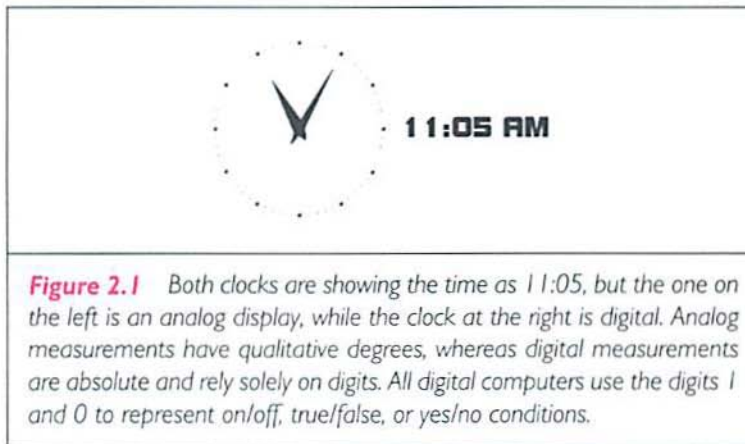 11:05 AM
Figure 2.1 Both clocks are showing the time as 11:05, but the one on
the left is an analog display, while the clock at the right is digital. Analog
measurements have qualitative degrees, whereas digital measurements
are absolute and rely solely on digits. All digital computers use the digits 1
and 0 to represent on/off, true/false, or yes/no conditions.